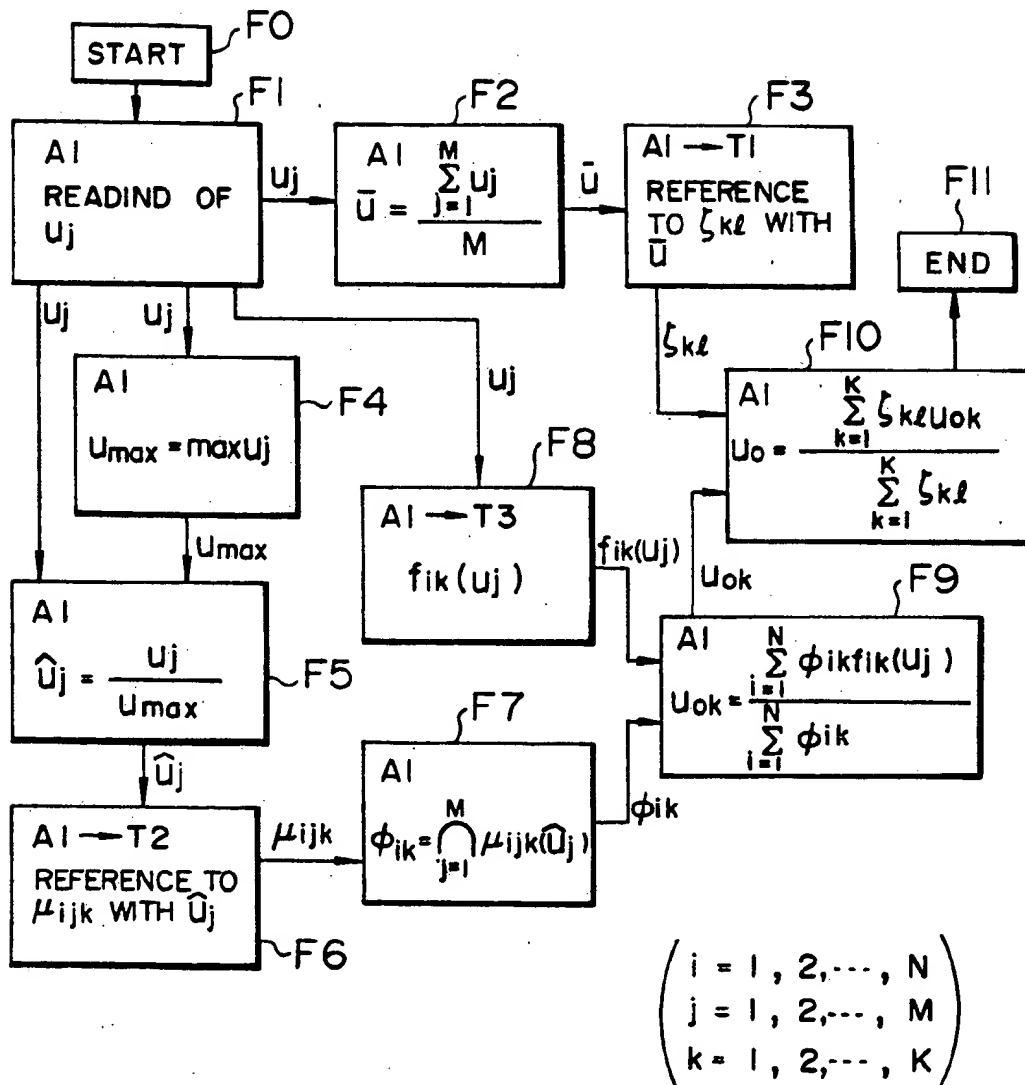 START
F0
F1
A1
READIND OF
uj
uj
F2
A1
M
Σ uj
j=1
ū =
M
ū
F3
A1 → T1
REFERENCE
TO ζkℓ WITH
ū
F11
END
uj
uj
uj
ζkℓ
A1
umax = max uj
F4
umax
F8
A1 → T3
fik(uj)
fik(uj)
F10
A1
K
Σ ζkℓ uok
k=1
uo =
K
Σ ζkℓ
k=1
uok
F9
A1
N
Σ ϕik fik(uj)
i=1
uok =
N
Σ ϕik
i=1
A1
ûj = uj
umax
F5
ûj
A1 → T2
REFERENCE TO
μijk WITH ûj
F6
μijk
F7
A1
M
ϕik = ⋂ μijk(ûj)
j=1
ϕik
i = 1, 2,---, N
j = 1, 2,---, M
k = 1, 2,---, K